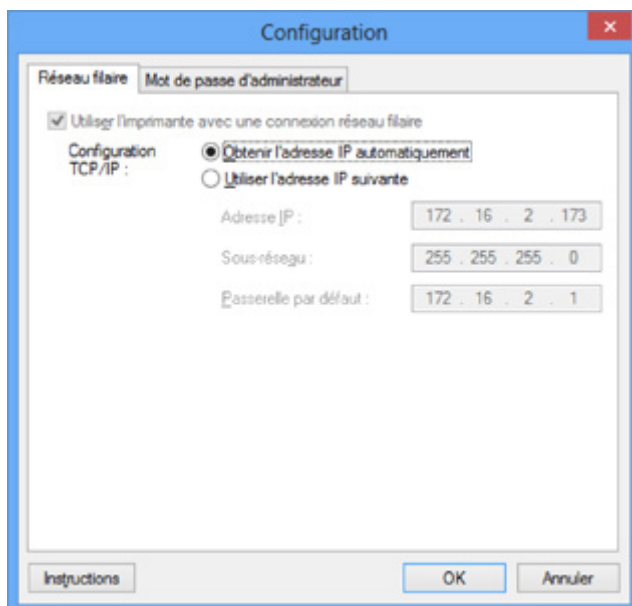 Configuration
Réseau filaire Mot de passe d'administrateur
Utiliser l'imprimante avec une connexion réseau filaire
Configuration TCP/IP :
Obtenir l'adresse IP automatiquement
Utiliser l'adresse IP suivante
Adresse IP : 172 . 16 . 2 . 173
Sous-réseau : 255 . 255 . 255 . 0
Passerelle par défaut : 172 . 16 . 2 . 1
Instructions OK Annuler